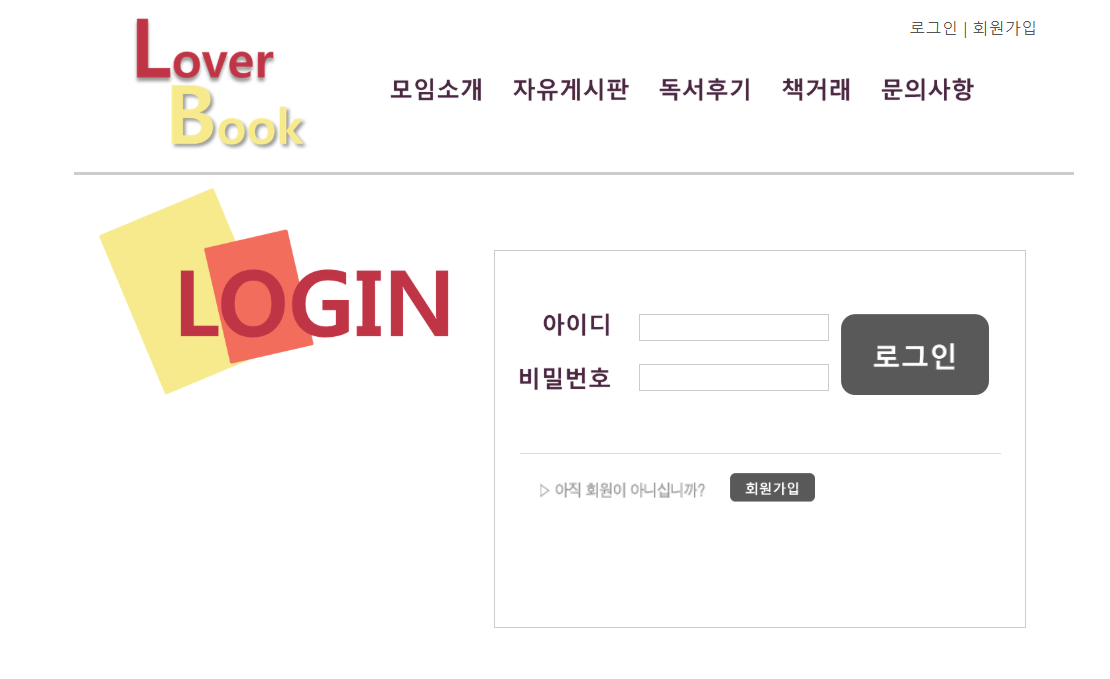 로그인 | 회원가입
Lover
Book
모임소개 자유게시판 독서후기 책거래 문의사항
LOGIN
아이디
비밀번호
로그인
▷ 아직 회원이 아니십니까? 회원가입